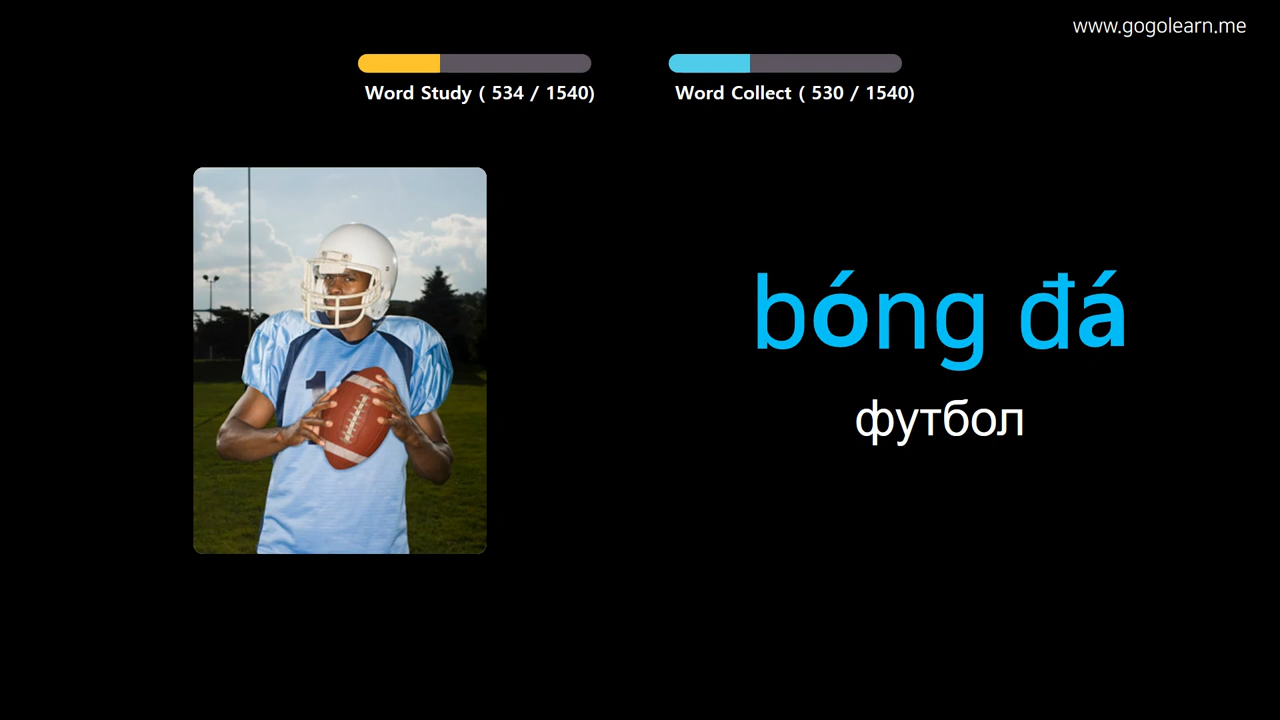 www.gogolearn.me
Word Study ( 534 / 1540)
Word Collect ( 530 / 1540)
bóng đá
футбол